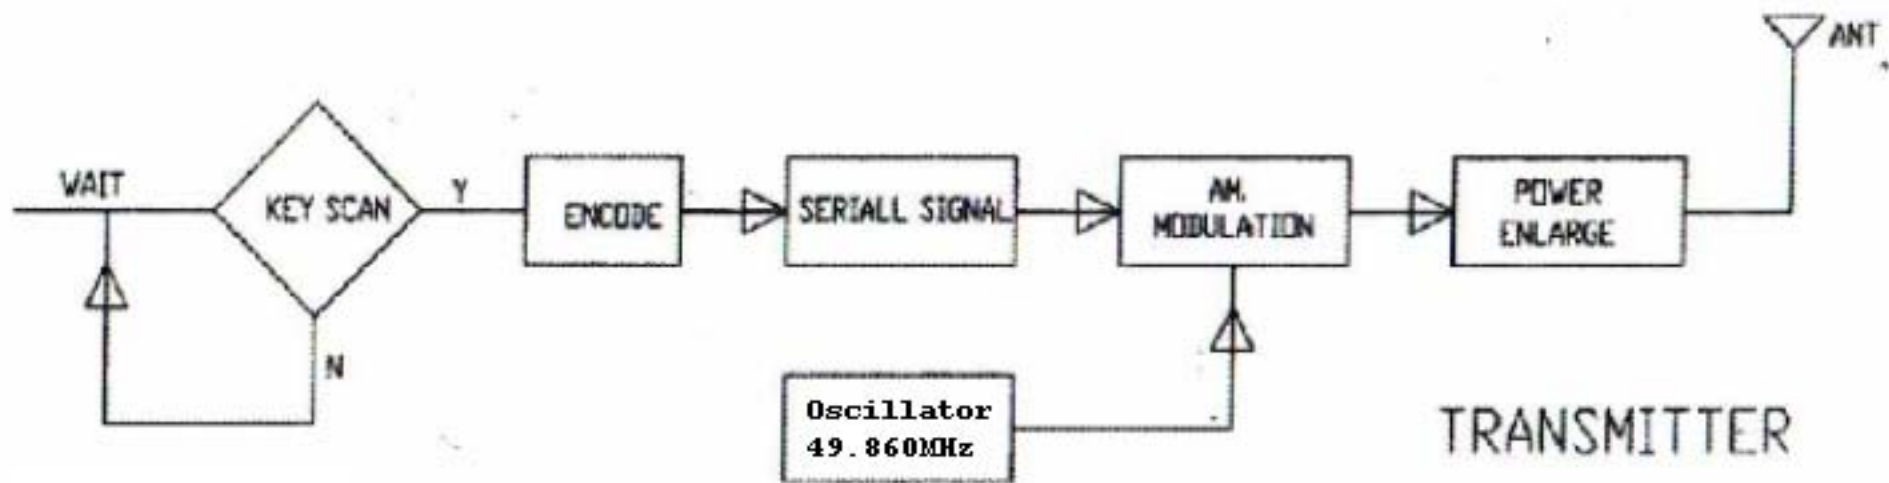 ANT
WAIT
KEY SCAN
Y
N
ENCODE
SERIALL SIGNAL
AM.
MODULATION
POWER
ENLARGE
Oscillator
49.860MHz
TRANSMITTER